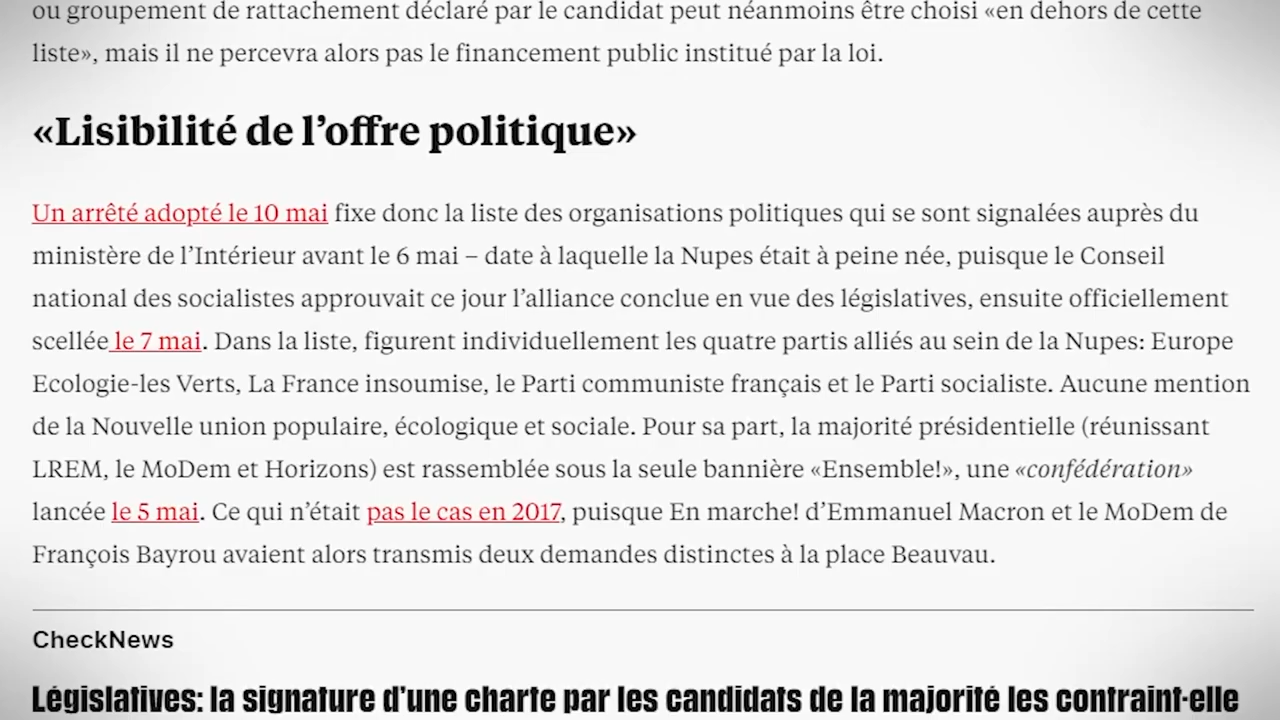 ou groupement de rattachement déclaré par le candidat peut néanmoins être choisi «en dehors de cette
liste», mais il ne percevra alors pas le financement public institué par la loi.
«Lisibilité de l’offre politique»
Un arrêté adopté le 10 mai fixe donc la liste des organisations politiques qui se sont signalées auprès du
ministère de l’Intérieur avant le 6 mai – date à laquelle la Nupes était à peine née, puisque le Conseil
national des socialistes approuvait ce jour l’alliance conclue en vue des législatives, ensuite officiellement
scellée le 7 mai. Dans la liste, figurent individuellement les quatre partis alliés au sein de la Nupes: Europe
Ecologie-les Verts, La France insoumise, le Parti communiste français et le Parti socialiste. Aucune mention
de la Nouvelle union populaire, écologique et sociale. Pour sa part, la majorité présidentielle (réunissant
LREM, le MoDem et Horizons) est rassemblée sous la seule bannière «Ensemble!», une «confédération»
lancée le 5 mai. Ce qui n’était pas le cas en 2017, puisque En marche! d’Emmanuel Macron et le MoDem de
François Bayrou avaient alors transmis deux demandes distinctes à la place Beauvau.
CheckNews
Législatives: la signature d’une charte par les candidats de la majorité les contraint-elle